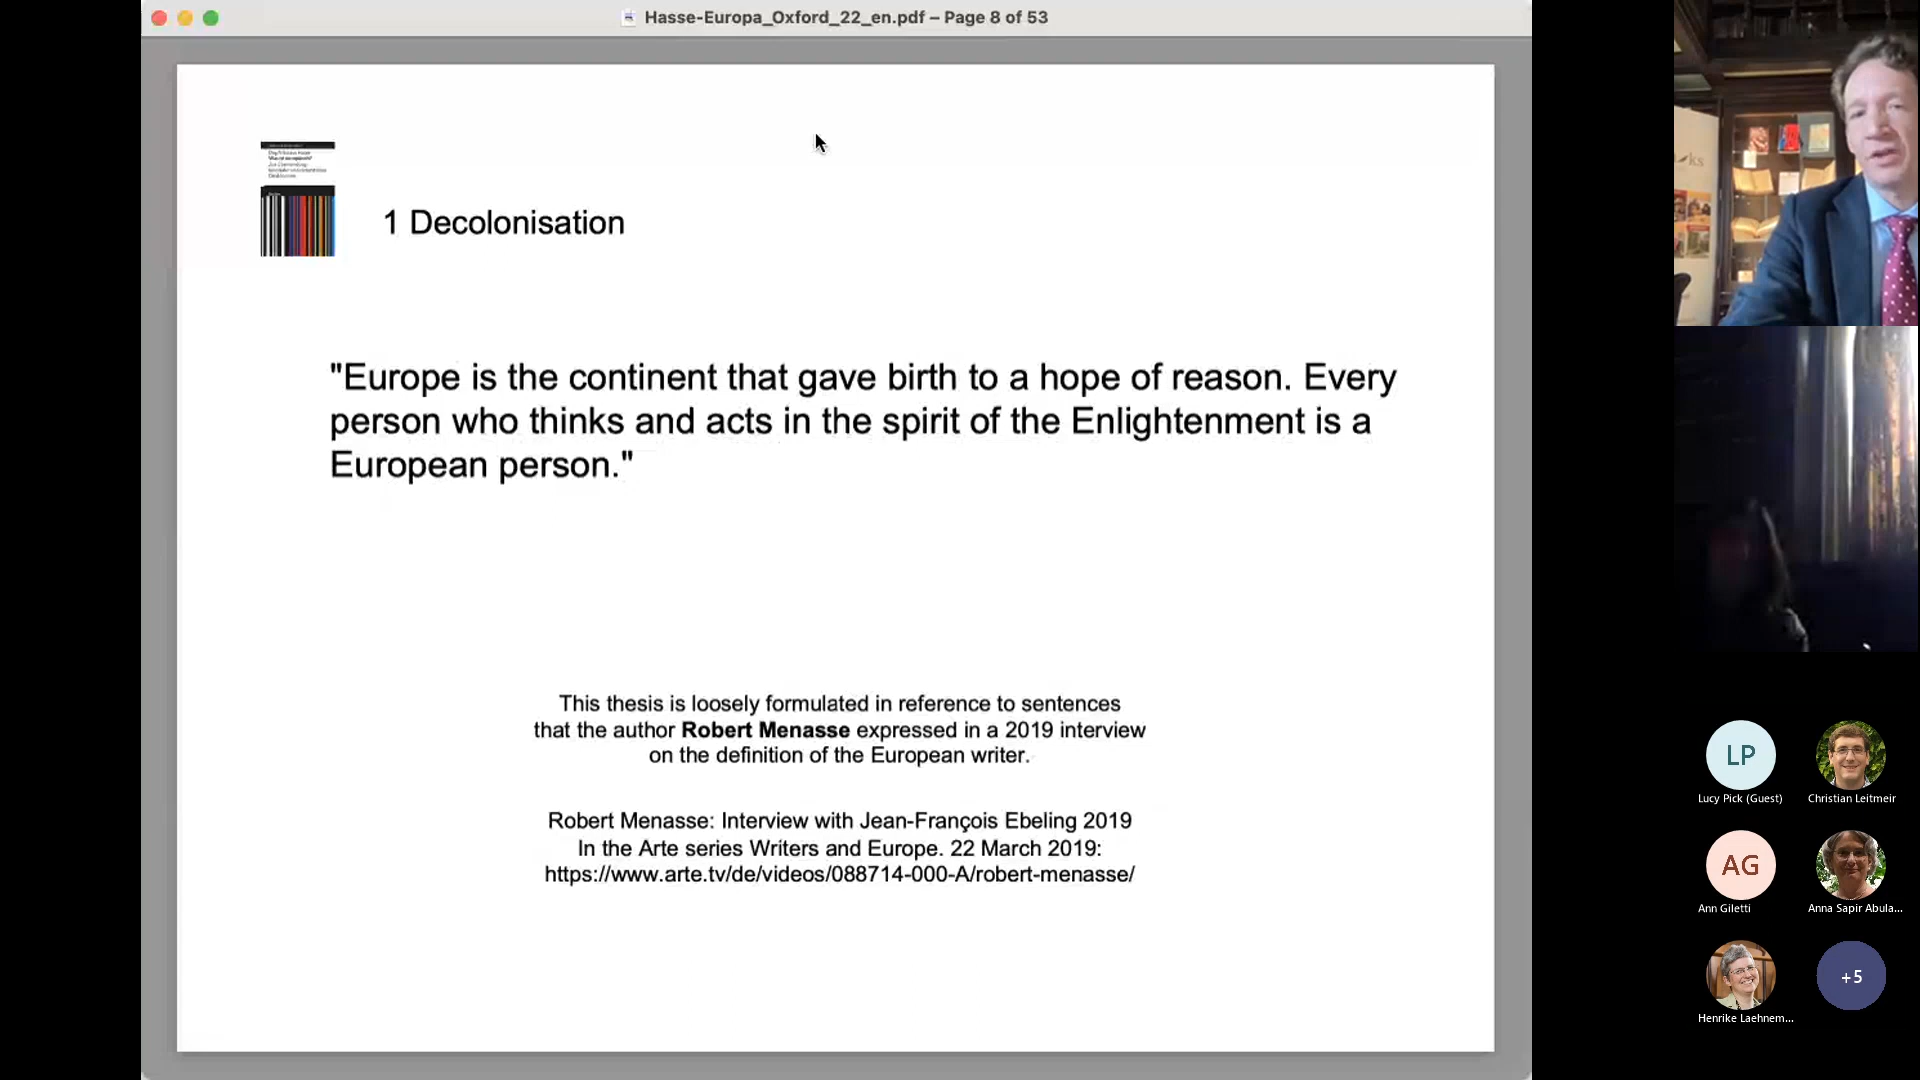 Hasse-Europa_Oxford_22_en.pdf – Page 8 of 53
1 Decolonisation
"Europe is the continent that gave birth to a hope of reason. Every
person who thinks and acts in the spirit of the Enlightenment is a
European person."
This thesis is loosely formulated in reference to sentences
that the author Robert Menasse expressed in a 2019 interview
on the definition of the European writer.
Robert Menasse: Interview with Jean-François Ebeling 2019
In the Arte series Writers and Europe. 22 March 2019:
https://www.arte.tv/de/videos/088714-000-A/robert-menasse/
ks
LP
Lucy Pick (Guest)
Christian Leitmeir
AG
Ann Giletti
Anna Sapir Abula...
Henrike Laehnem...
+5